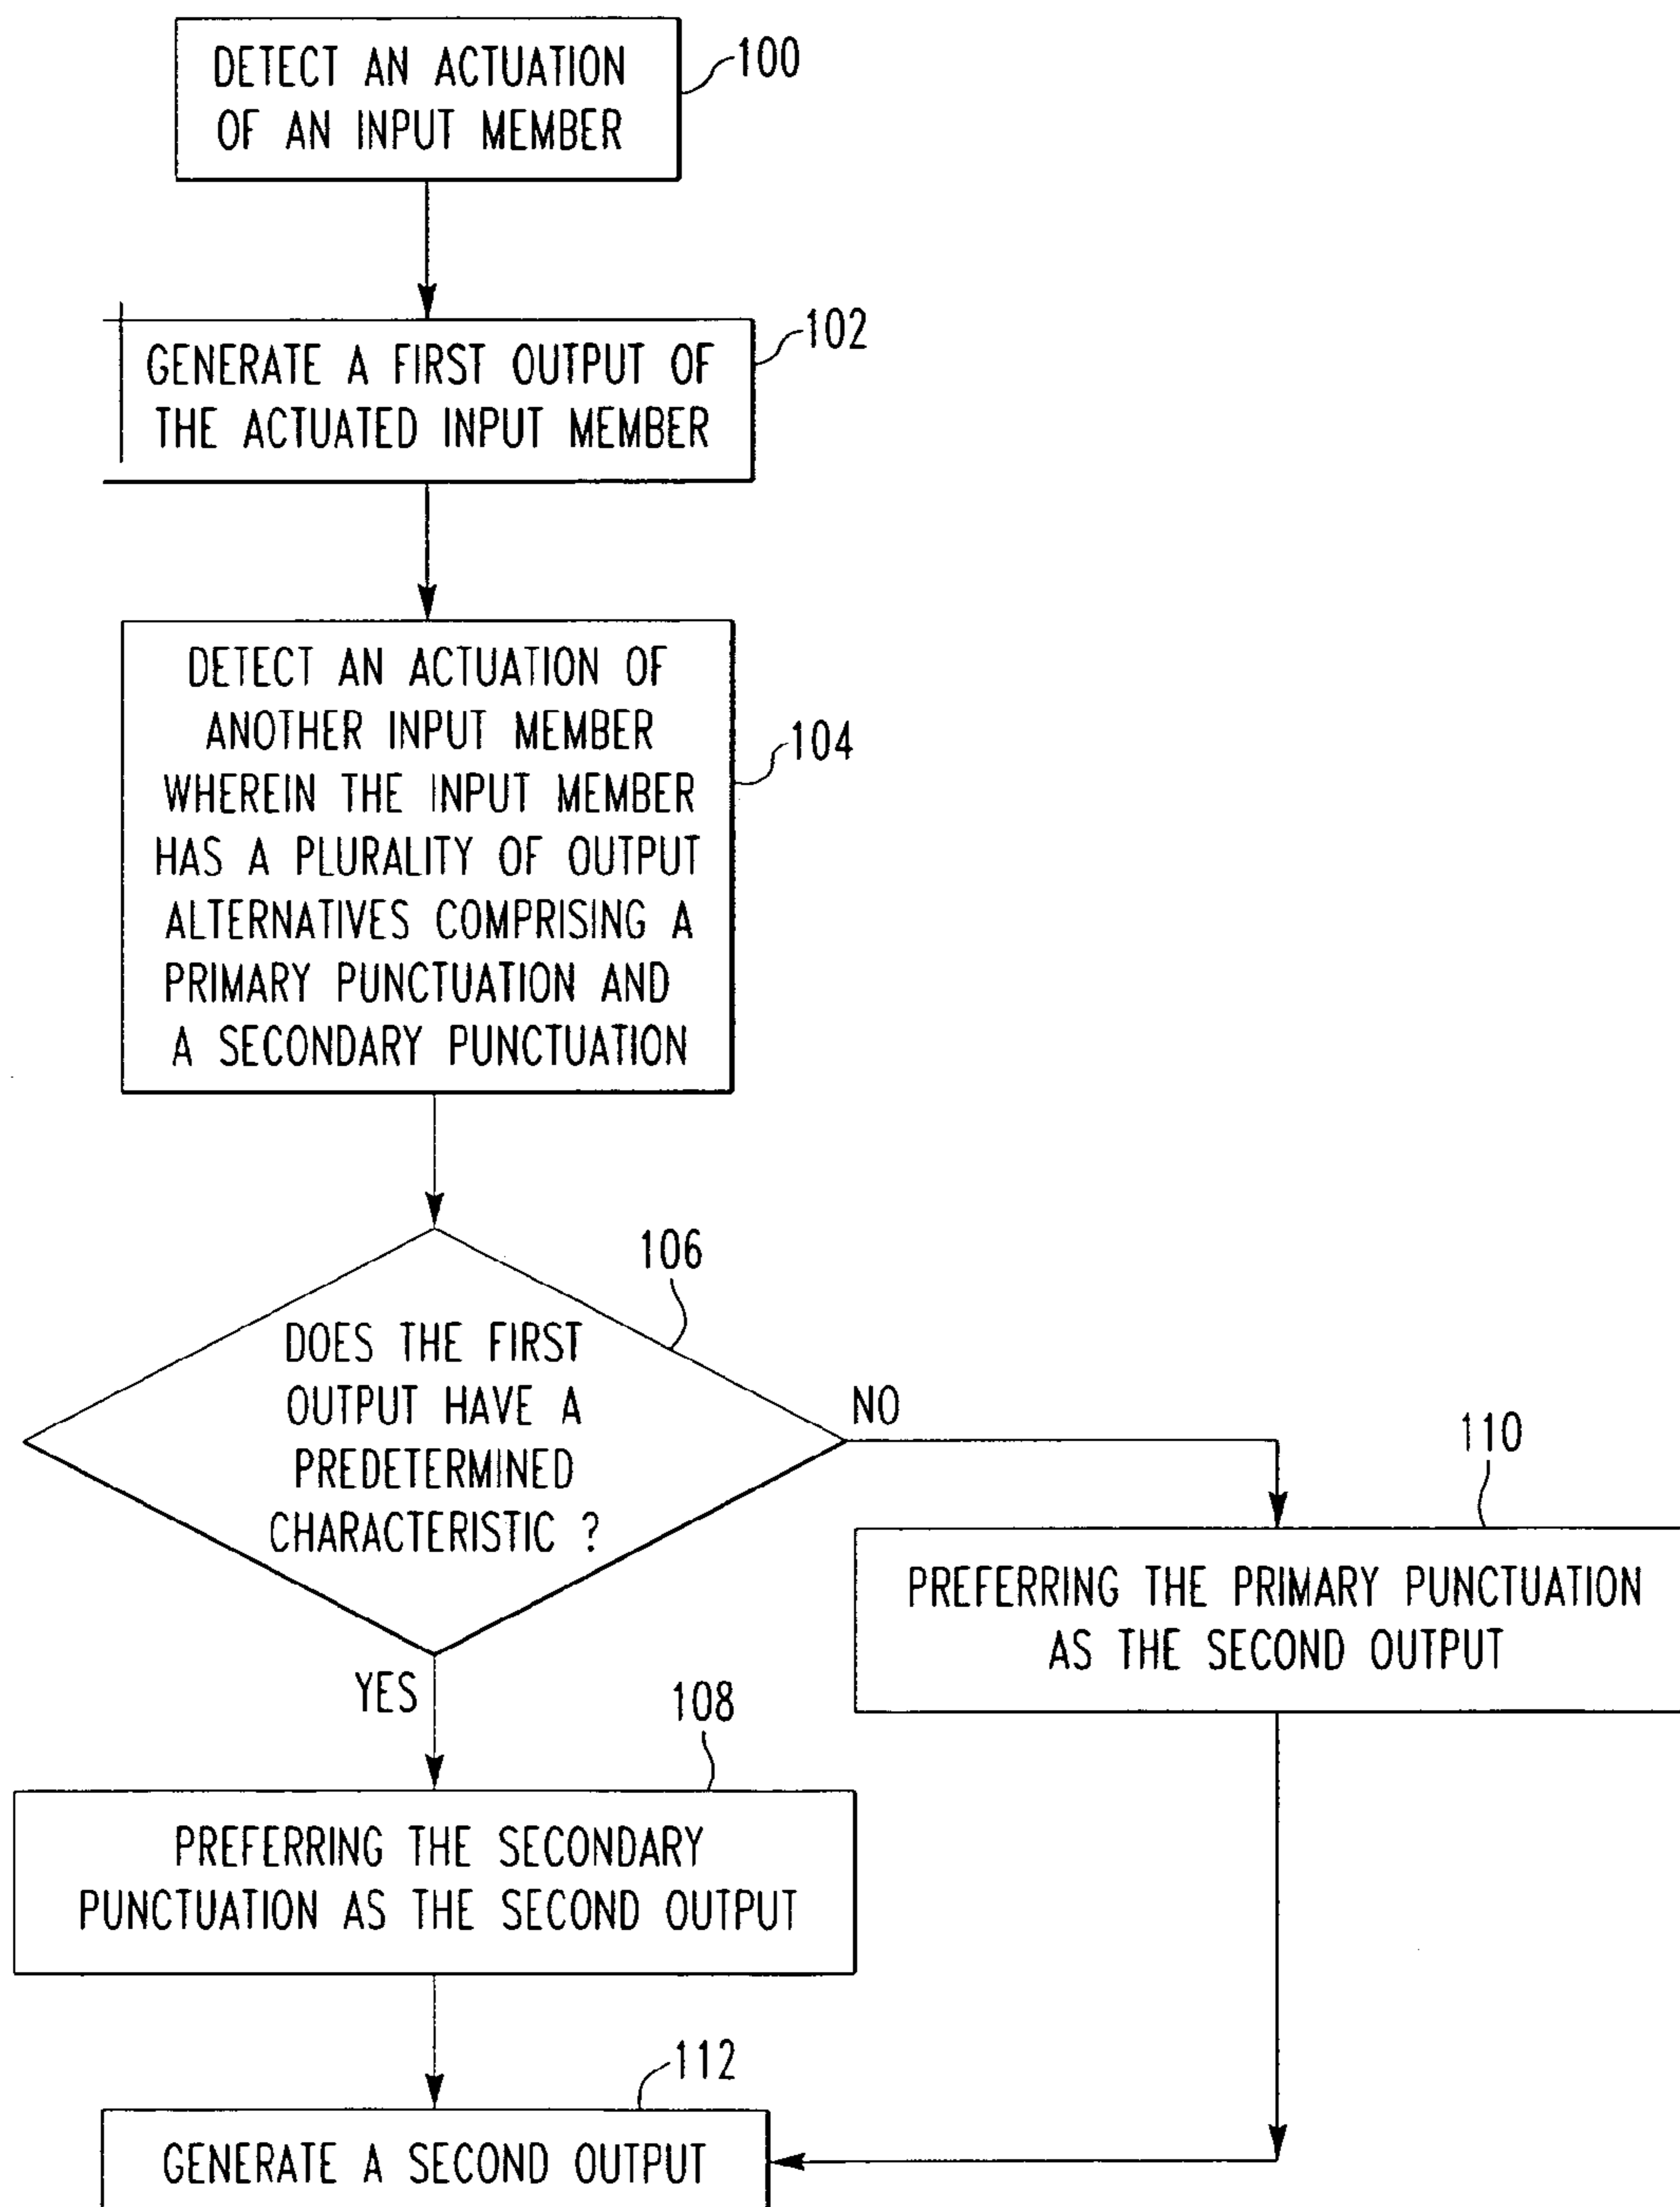 DETECT AN ACTUATION
OF AN INPUT MEMBER
100
GENERATE A FIRST OUTPUT OF
THE ACTUATED INPUT MEMBER
102
DETECT AN ACTUATION OF
ANOTHER INPUT MEMBER
WHEREIN THE INPUT MEMBER
HAS A PLURALITY OF OUTPUT
ALTERNATIVES COMPRISING A
PRIMARY PUNCTUATION AND
A SECONDARY PUNCTUATION
104
106
DOES THE FIRST
OUTPUT HAVE A
PREDETERMINED
CHARACTERISTIC ?
NO
110
PREFERRING THE PRIMARY PUNCTUATION
AS THE SECOND OUTPUT
YES
108
PREFERRING THE SECONDARY
PUNCTUATION AS THE SECOND OUTPUT
112
GENERATE A SECOND OUTPUT